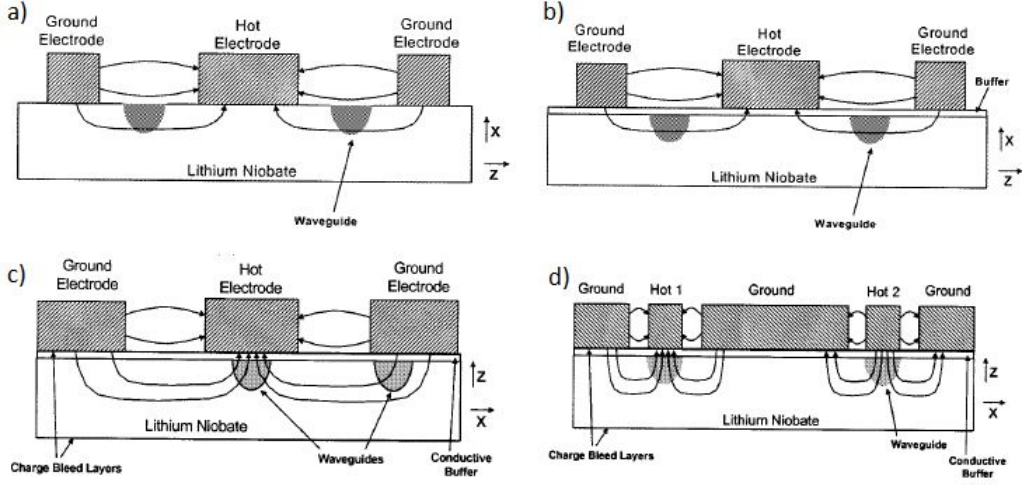 a)
Ground
Electrode
Hot
Electrode
Ground
Electrode
X
Z
Lithium Niobate
Waveguide
b)
Ground
Electrode
Hot
Electrode
Ground
Electrode
Buffer
X
Z
Lithium Niobate
Waveguide
c)
Ground
Electrode
Hot
Electrode
Ground
Electrode
Z
X
Lithium Niobate
Charge Bleed Layers
Waveguides
Conductive
Buffer
d)
Ground
Hot 1
Ground
Hot 2
Ground
Z
X
Lithium Niobate
Waveguide
Charge Bleed Layers
Conductive
Buffer